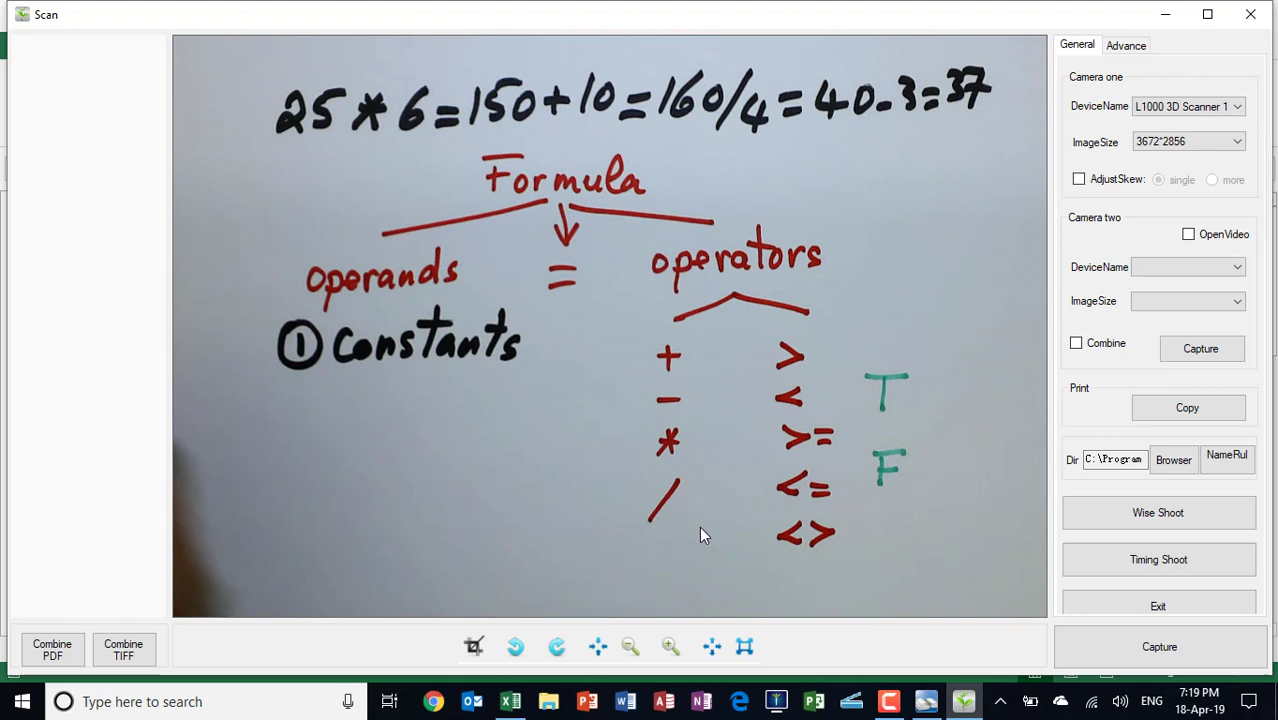 Scan
General
Advance
25 * 6 = 150 + 10 = 160/4 = 40 - 3 = 37
Formula
operands = operators
① Constants
+ >
- < T
* >= F
/ <=
<>
Camera one
DeviceName L1000 3D Scanner 1
ImageSize 3672*2856
AdjustSkew: single more
Camera two
OpenVideo
DeviceName
ImageSize
Combine Capture
Print
Copy
Dir C:\Program Browser NameRul
Wise Shoot
Timing Shoot
Exit
Capture
Combine PDF
Combine TIFF
Type here to search
ENG
7:19 PM
18-Apr-19